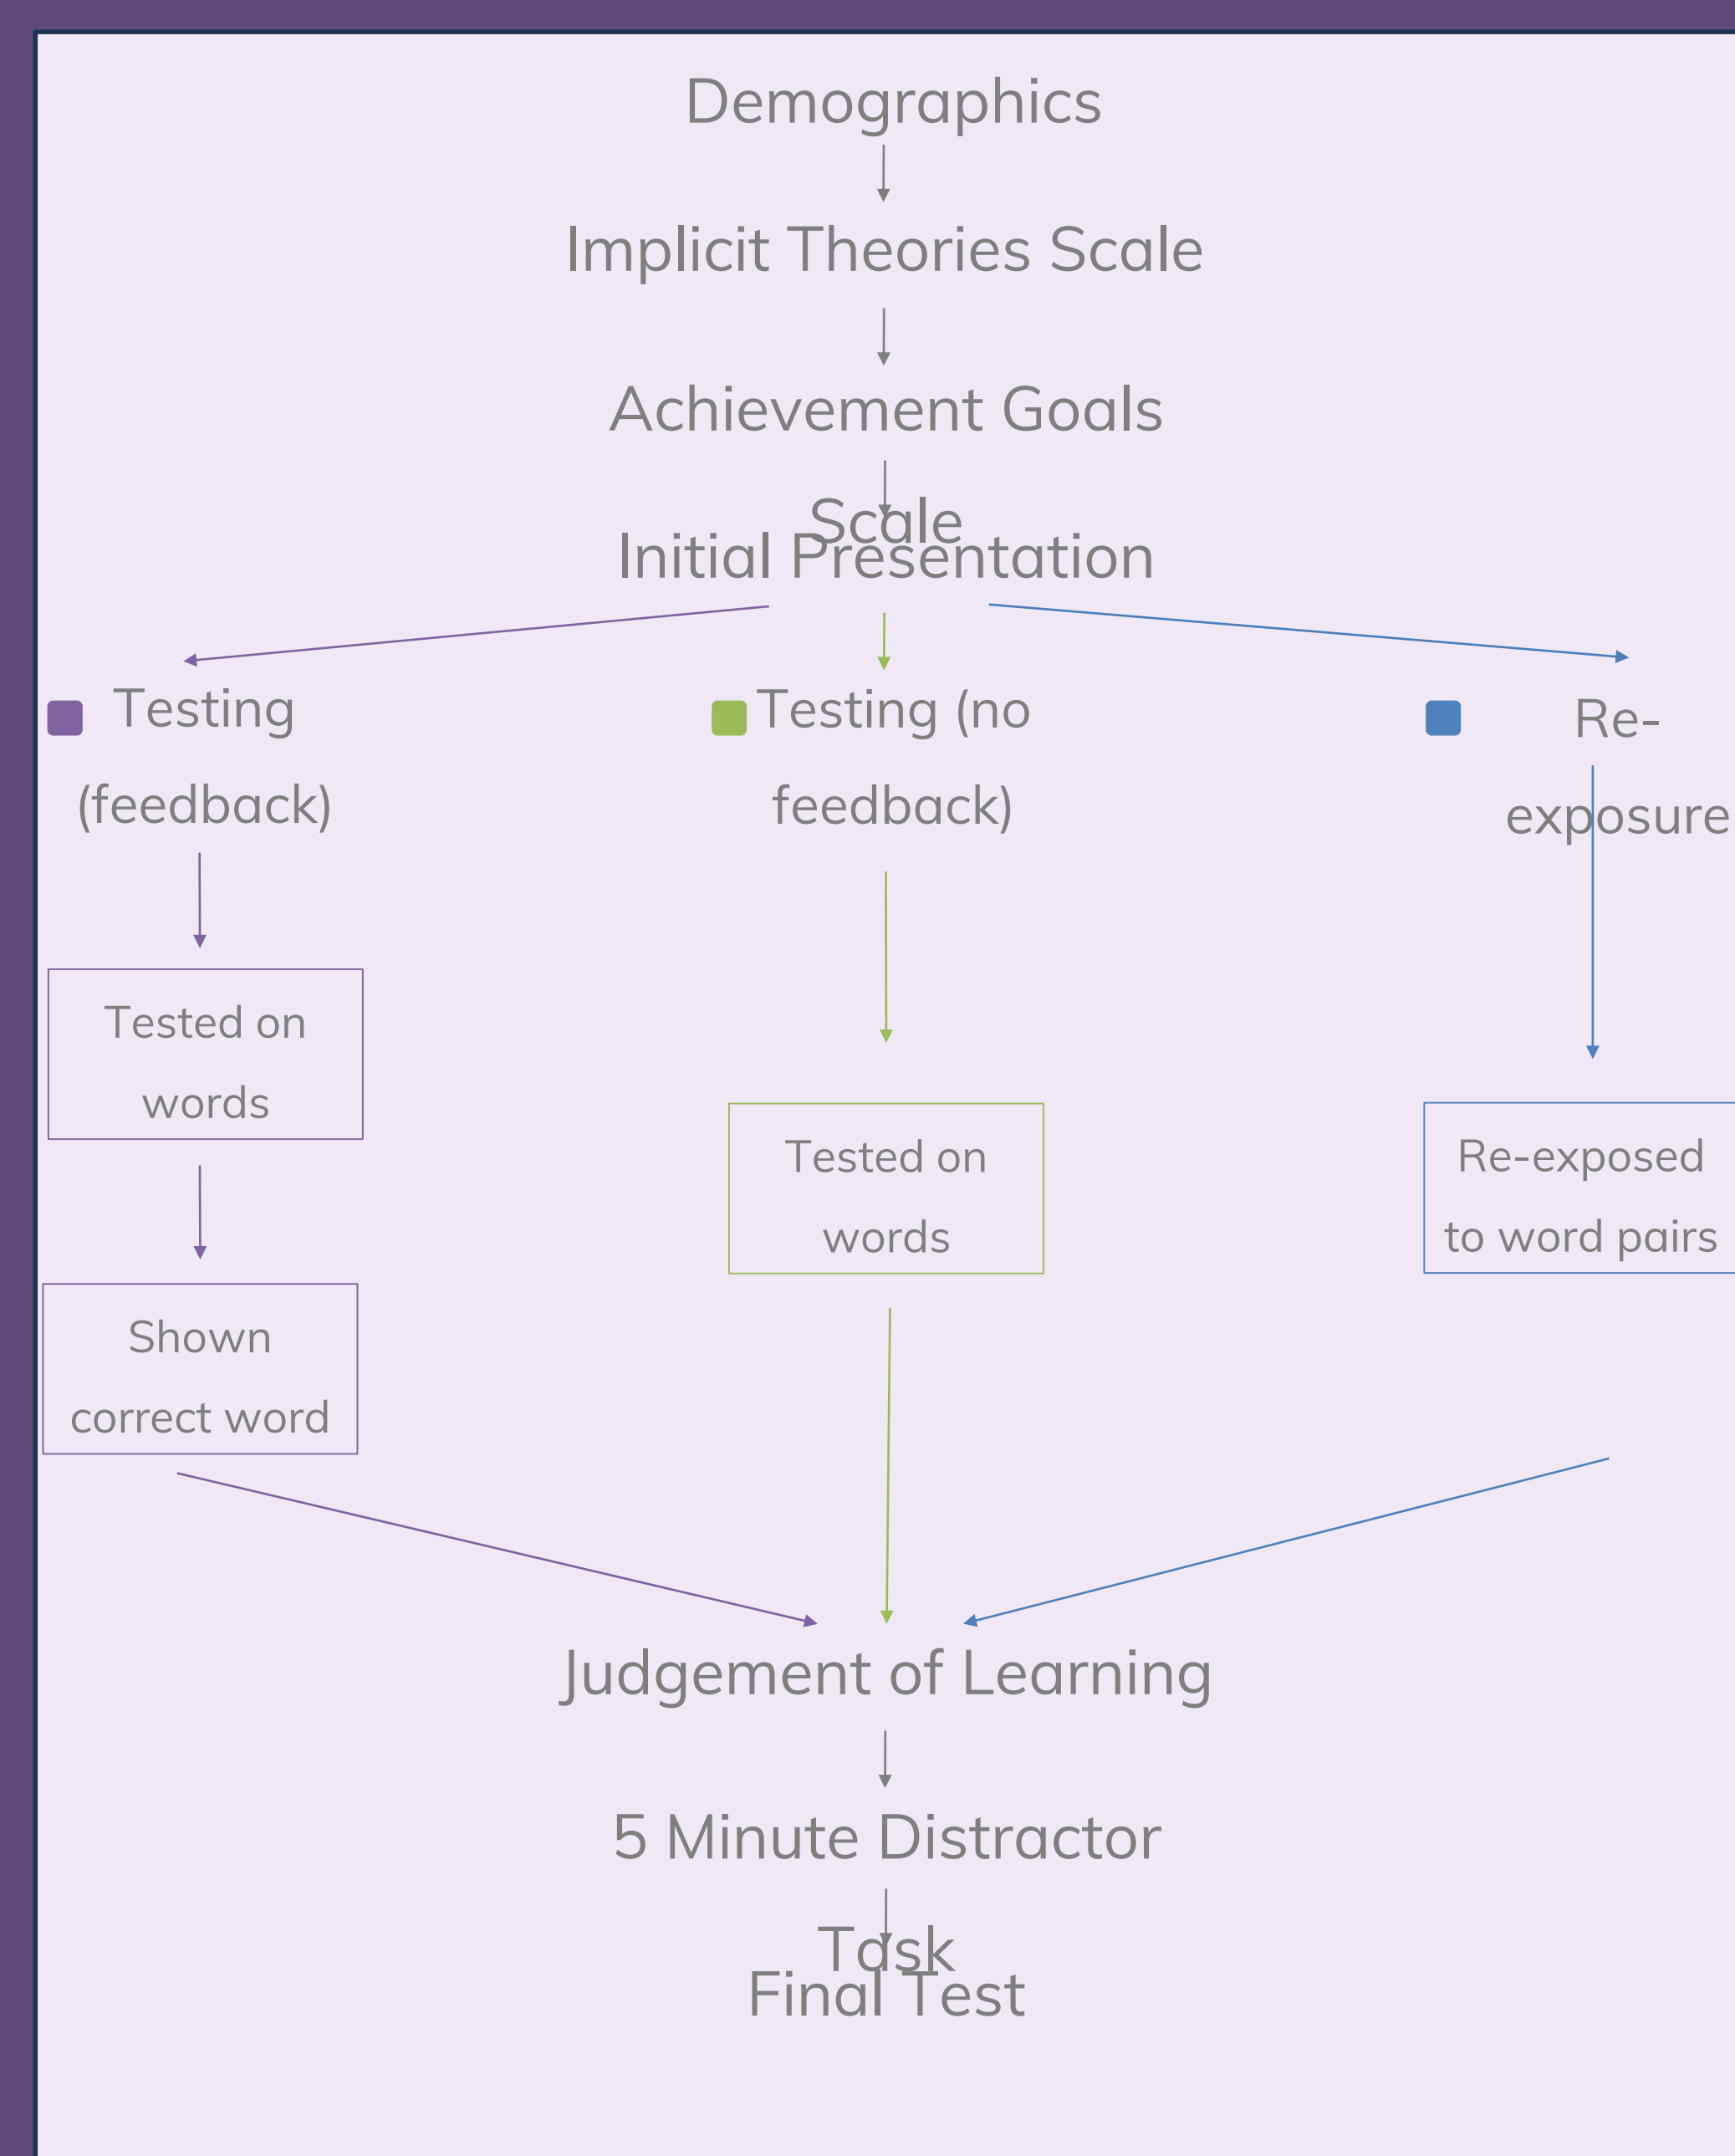 Demographics
Implicit Theories Scale
Achievement Goals
Scale
Initial Presentation
Testing
(feedback)
Testing (no
feedback)
Re-
exposure
Tested on
words
Tested on
words
Re-exposed
to word pairs
Shown
correct word
Judgement of Learning
5 Minute Distractor
Task
Final Test